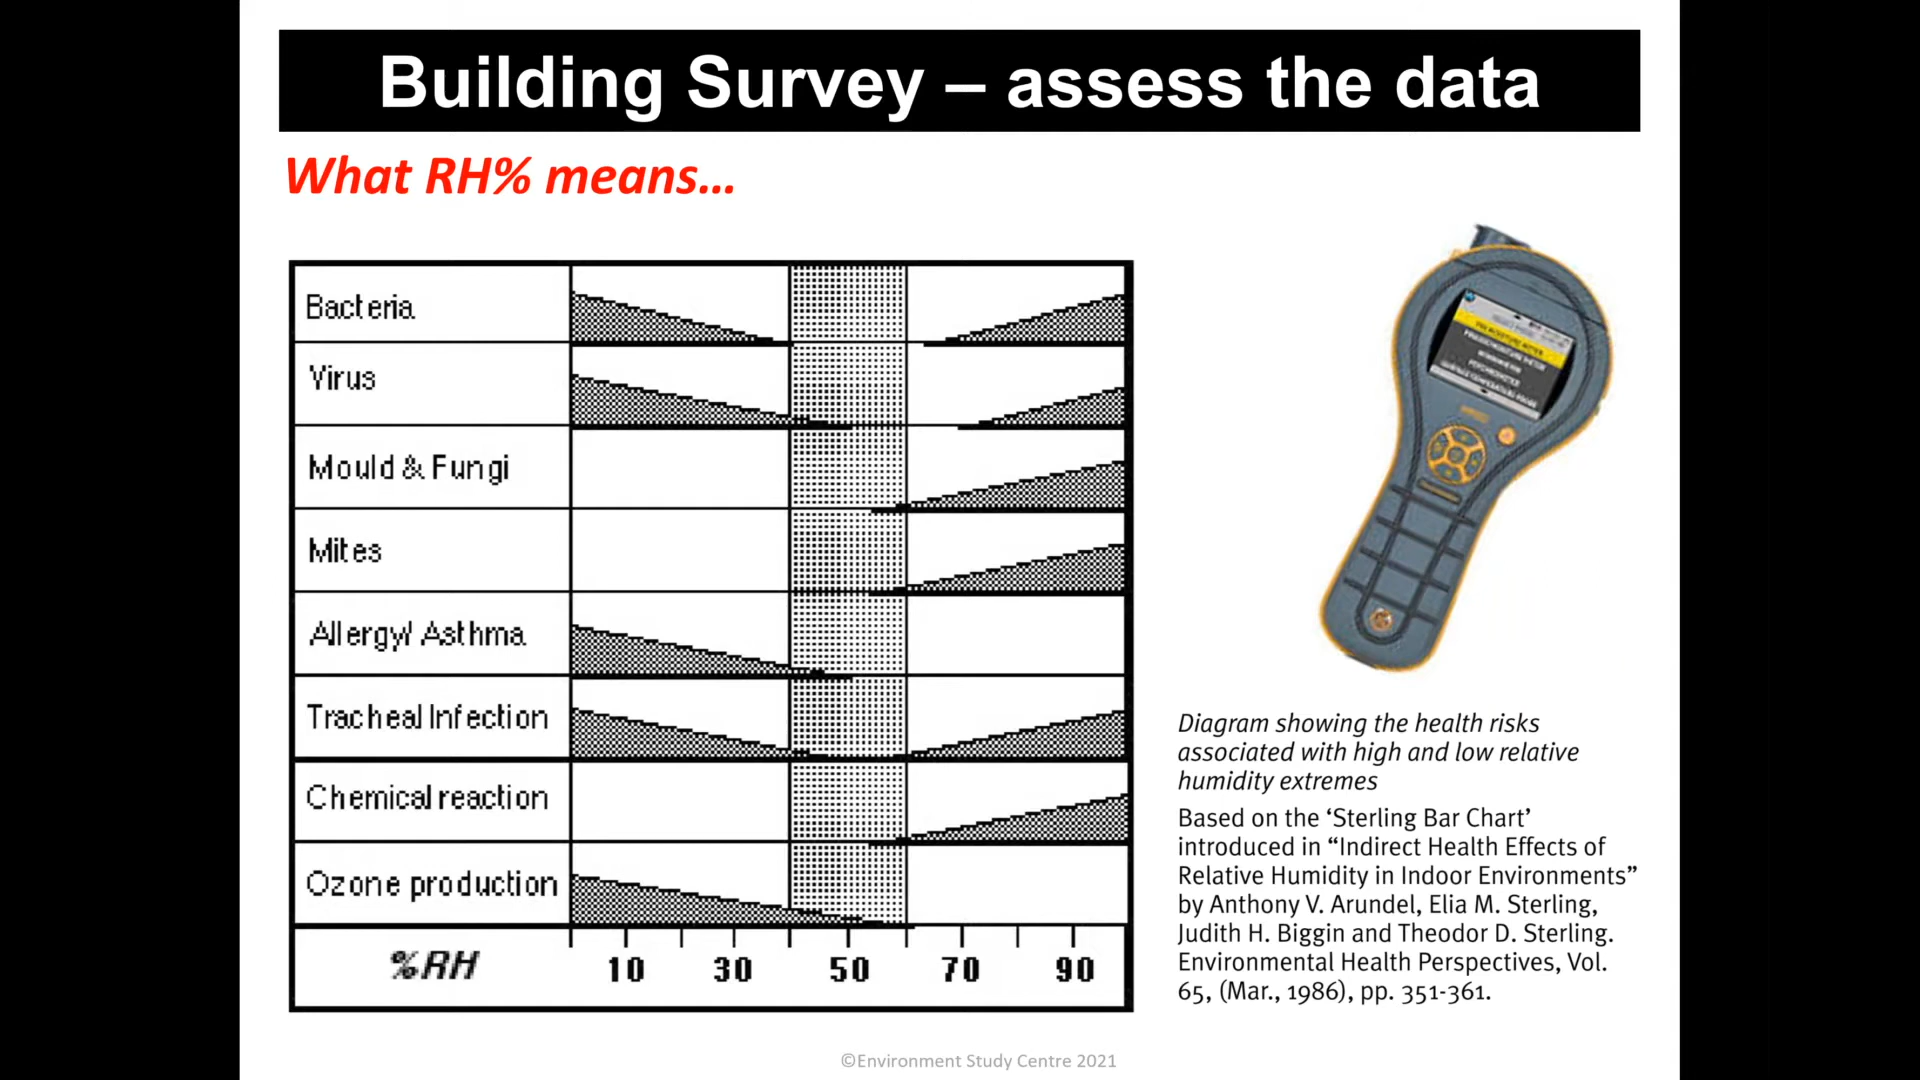 Building Survey – assess the data
What RH% means...
Bacteria
Virus
Mould & Fungi
Mites
Allergy/ Asthma
Tracheal Infection
Chemical reaction
Ozone production
%RH 10 30 50 70 90
Diagram showing the health risks
associated with high and low relative
humidity extremes
Based on the ‘Sterling Bar Chart’
introduced in “Indirect Health Effects of
Relative Humidity in Indoor Environments”
by Anthony V. Arundel, Elia M. Sterling,
Judith H. Biggin and Theodor D. Sterling.
Environmental Health Perspectives, Vol.
65, (Mar., 1986), pp. 351-361.
©Environment Study Centre 2021